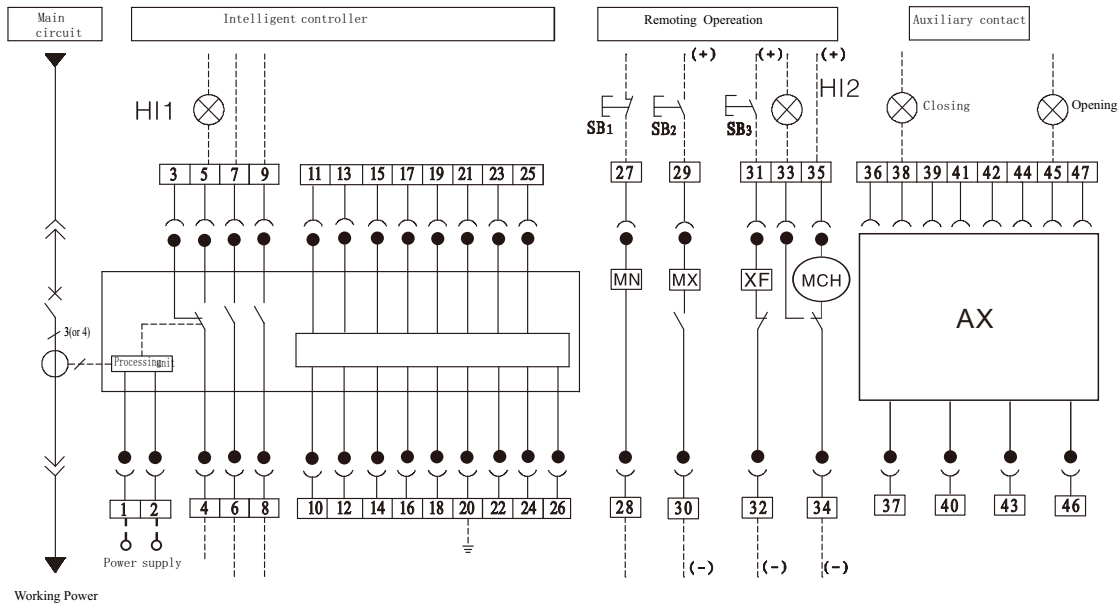 Main
circuit
Intelligent controller
Remoting Opereation
Auxiliary contact
(+) (+) (+)
HI1
HI2
SB1 SB2 SB3
Closing
Opening
3 5 7 9
11 13 15 17 19 21 23 25
27 29 31 33 35
36 38 39 41 42 44 45 47
MN MX XF MCH
AX
3(or 4)
Processing unit
1 2 4 6 8
10 12 14 16 18 20 22 24 26
28 30 32 34
37 40 43 46
Power supply
(-) (-) (-)
Working Power